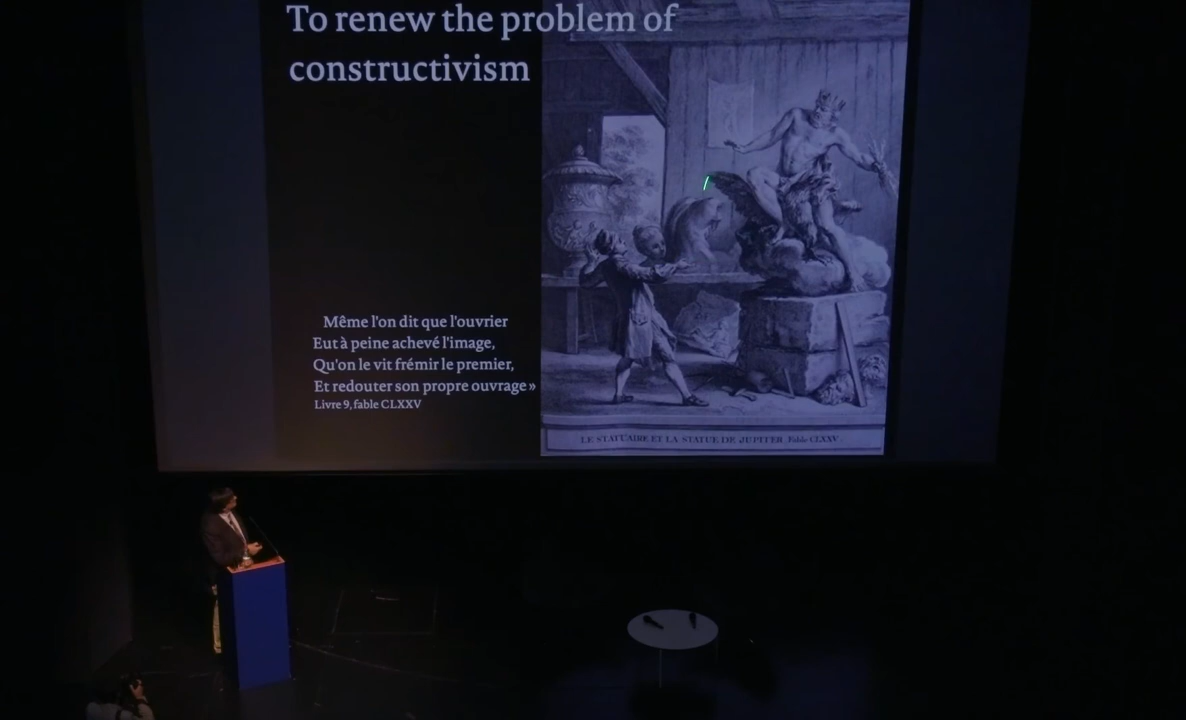 To renew the problem of
constructivism
Même l'on dit que l'ouvrier
Eut à peine achevé l'image,
Qu'on le vit frémir le premier,
Et redouter son propre ouvrage»
Livre 9, fable CLXXV
LE STATUAIRE ET LA STATUE DE JUPITER. Fable CLXXV.